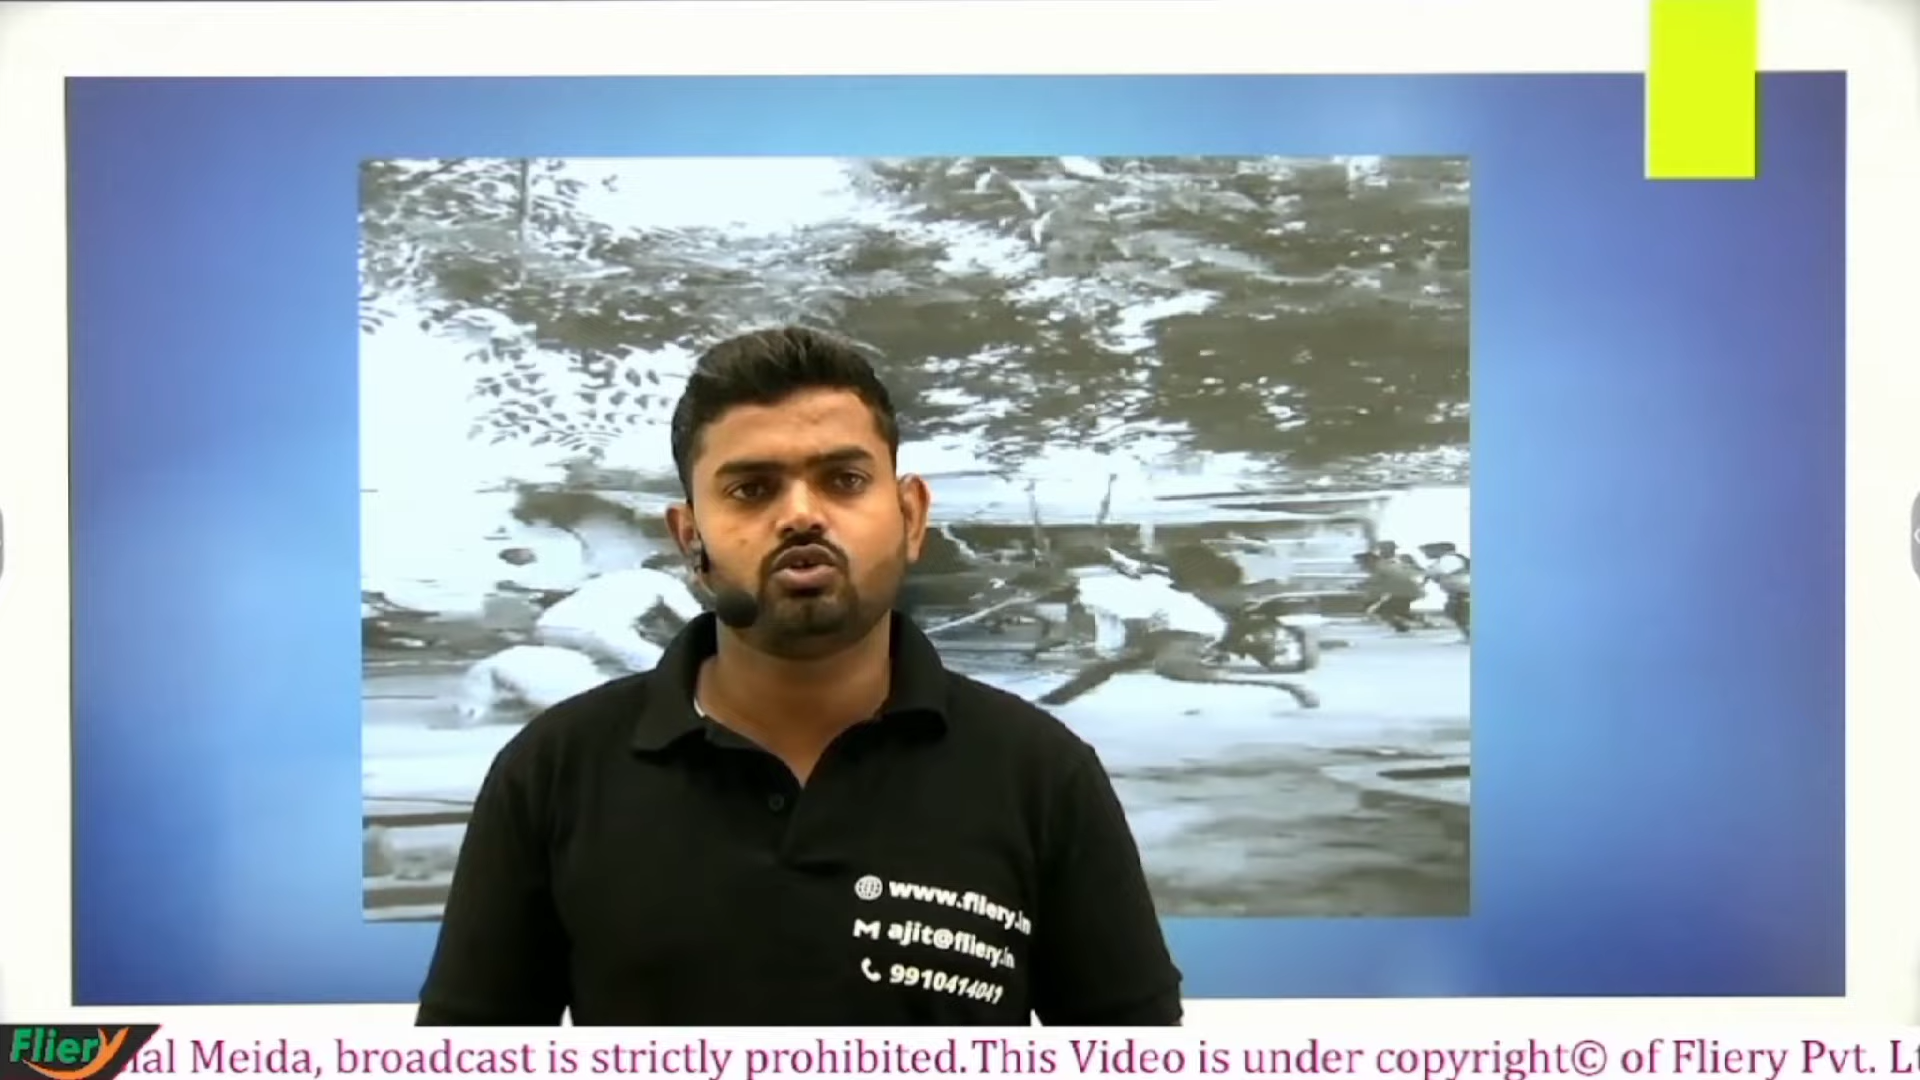 www.fliery.in
M ajit@fliery.in
9910414041
Fliery
ial Meida, broadcast is strictly prohibited.This Video is under copyright© of Fliery Pvt. Lt